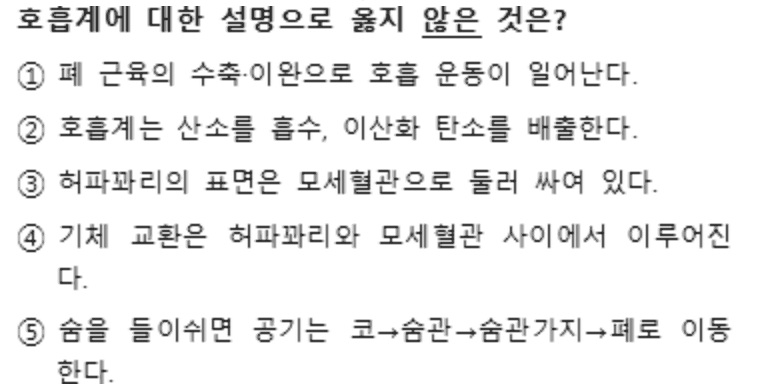 호흡계에 대한 설명으로 옳지 않은 것은?
① 폐 근육의 수축·이완으로 호흡 운동이 일어난다.
② 호흡계는 산소를 흡수, 이산화 탄소를 배출한다.
③ 허파꽈리의 표면은 모세혈관으로 둘러 싸여 있다.
④ 기체 교환은 허파꽈리와 모세혈관 사이에서 이루어진
다.
⑤ 숨을 들이쉬면 공기는 코→숨관→숨관가지→폐로 이동
한다.